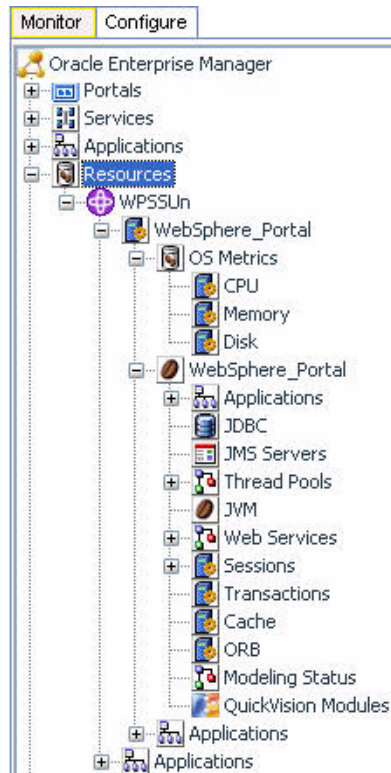 Monitor Configure
Oracle Enterprise Manager
Portals
Services
Applications
Resources
WPSSUn
WebSphere_Portal
OS Metrics
CPU
Memory
Disk
WebSphere_Portal
Applications
JDBC
JMS Servers
Thread Pools
JVM
Web Services
Sessions
Transactions
Cache
ORB
Modeling Status
QuickVision Modules
Applications
Applications